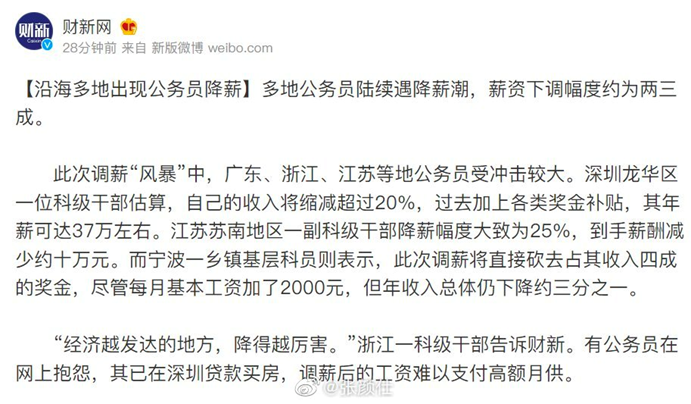 财新
Caixin
财新网
28分钟前 来自 新版微博 weibo.com
【沿海多地出现公务员降薪】多地公务员陆续遇降薪潮，薪资下调幅度约为两三
成。
此次调薪“风暴”中，广东、浙江、江苏等地公务员受冲击较大。深圳龙华区
一位科级干部估算，自己的收入将缩减超过20%，过去加上各类奖金补贴，其年
薪可达37万左右。江苏苏南地区一副科级干部降薪幅度大致为25%，到手薪酬减
少约十万元。而宁波一乡镇基层科员则表示，此次调薪将直接砍去占其收入四成
的奖金，尽管每月基本工资加了2000元，但年收入总体仍下降约三分之一。
“经济越发达的地方，降得越厉害。”浙江一科级干部告诉财新。有公务员在
网上抱怨，其已在深圳贷款买房，调薪后的工资难以支付高额月供。
@张颜任